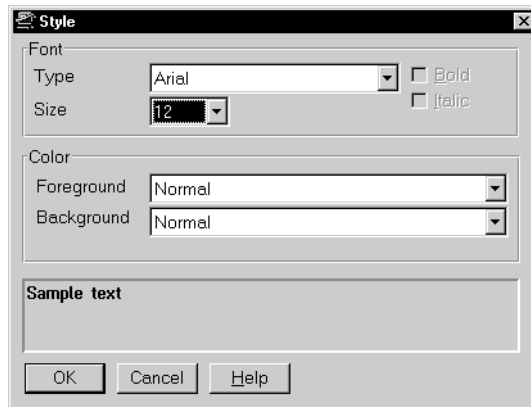 Style
Font
Type Arial Bold
Italic
Size 12
Color
Foreground Normal
Background Normal
Sample text
OK Cancel Help